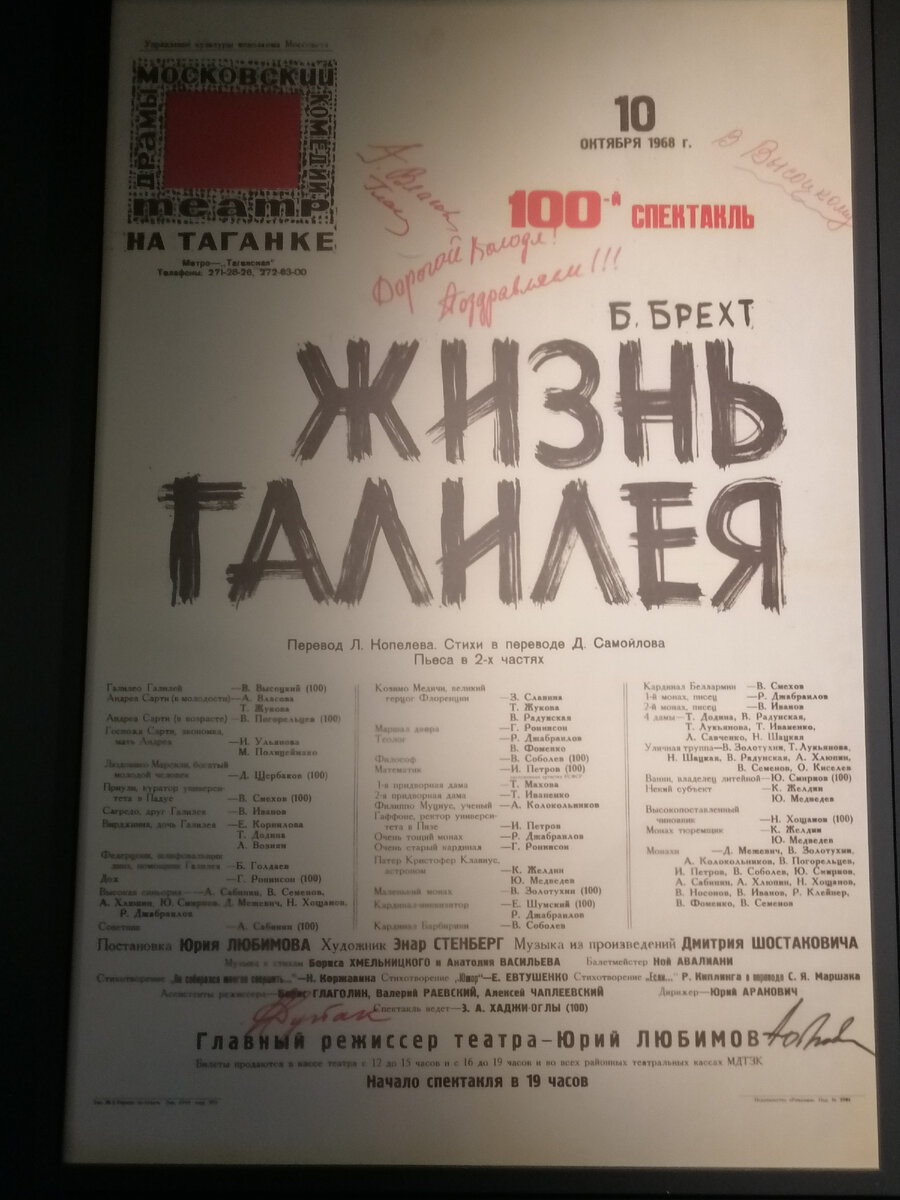 Управление культуры исполкома Моссовета
МОСКОВСКИЙ
ДРАМЫ
КОМЕДИИ
театр
НА ТАГАНКЕ
Метро—„Таганская"
Телефоны: 271-28-26, 272-63-00
10
ОКТЯБРЯ 1968 г.
В Высоцкому
100-й СПЕКТАКЛЬ
Дорогой Володя!
Поздравляем!!!
Б. БРЕХТ
ЖИЗНЬ
ГАЛИЛЕЯ
Перевод Л. Копелева. Стихи в переводе Д. Самойлова
Пьеса в 2-х частях
Галилео Галилей —В. Высоцкий (100)
Андреа Сарти (в молодости)—А. Власова
Т. Жукова
Андреа Сарти (в возрасте) —В. Погорельцев (100)
Госпожа Сарти, экономка,
мать Андреа —И. Ульянова
М. Полицеймако
Людовико Марсили, богатый
молодой человек —Д. Щербаков (100)
Приули, куратор универси-
тета в Падуе —В. Смехов (100)
Сагредо, друг Галилея —В. Иванов
Вирджиния, дочь Галилея —Е. Корнилова
Т. Додина
Л. Возиян
Федерцони, шлифовальщик
линз, помощник Галилея —Б. Голдаев
Дож —Г. Ронинсон (100)
Высокая синьория —А. Сабинин, В. Семенов,
А. Хлюпин, Ю. Смирнов, Д. Межевич, Н. Хощанов,
Р. Джабраилов
Советник —А. Сабинин (100)
Козимо Медичи, великий
герцог Флоренции —З. Славина
Т. Жукова
В. Радунская
Маршал двора —Г. Ронинсон
Теолог —Р. Джабраилов
В. Фоменко
Философ —В. Соболев (100)
Математик —И. Петров (100)
1-я придворная дама —Т. Махова
2-я придворная дама —Т. Иваненко
Филиппо Муциус, ученый —А. Колокольников
Гаффоне, ректор универси-
тета в Пизе —И. Петров
Очень тощий монах —Р. Джабраилов
Очень старый кардинал —Г. Ронинсон
Патер Кристофер Клавиус,
астроном —К. Желдин
Ю. Медведев
Маленький монах —В. Золотухин (100)
Кардинал-инквизитор —Е. Шумский (100)
Р. Джабраилов
Кардинал Барберини —В. Соболев
Кардинал Беллармин —В. Смехов
1-й монах, писец —Р. Джабраилов
2-й монах, писец —В. Иванов
4 дамы —Т. Додина, В. Радунская,
Т. Лукьянова, Т. Иваненко,
Л. Савченко, Н. Шацкая
Уличная труппа—В. Золотухин, Т. Лукьянова,
Н. Шацкая, В. Радунская, А. Хлюпин,
В. Семенов, О. Киселев
Ванни, владелец литейной—Ю. Смирнов (100)
Некий субъект —К. Желдин
Ю. Медведев
Высокопоставленный
чиновник —Н. Хощанов (100)
Монах тюремщик —К. Желдин
Ю. Медведев
Монахи —Д. Межевич, В. Золотухин,
А. Колокольников, В. Погорельцев,
И. Петров, В. Соболев, Ю. Смирнов,
А. Сабинин, А. Хлюпин, Н. Хощанов,
В. Носонов, В. Иванов, Р. Клейнер,
В. Фоменко, В. Семенов
Постановка Юрия ЛЮБИМОВА Художник Энар СТЕНБЕРГ Музыка из произведений Дмитрия ШОСТАКОВИЧА
Музыка к стихам Бориса ХМЕЛЬНИЦКОГО и Анатолия ВАСИЛЬЕВА Балетмейстер Ной АВАЛИАНИ
Стихотворение —Н. Коржавина Стихотворение „Юмор"—Е. ЕВТУШЕНКО Стихотворение „Если..." Р. Киплинга в переводе С. Я. Маршака
Ассистенты режиссера—Борис ГЛАГОЛИН, Валерий РАЕВСКИЙ, Алексей ЧАПЛЕЕВСКИЙ Дирижер—Юрий АРАНОВИЧ
Спектакль ведет—З. А. ХАДЖИ-ОГЛЫ (100)
Главный режиссер театра—Юрий ЛЮБИМОВ
Билеты продаются в кассе театра с 12 до 15 часов и с 16 до 19 часов и во всех районных театральных кассах МДТЗК
Начало спектакля в 19 часов